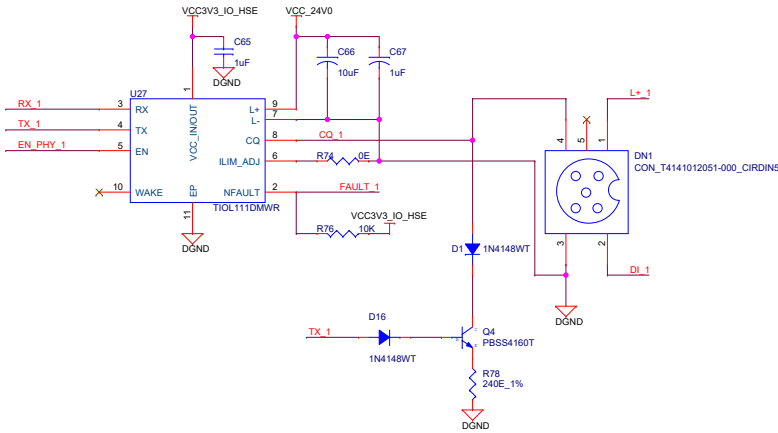 VCC3V3_IO_HSE
VCC_24V0
C65
1uF
DGND
C66
10uF
C67
1uF
U27
RX_1
3
RX
TX_1
4
TX
EN_PHY_1
5
EN
10
WAKE
1
VCC_IN/OUT
EP
11
DGND
L+
9
L-
7
CQ
8
CQ_1
ILIM_ADJ
6
R74
0E
NFAULT
2
FAULT_1
TIOL111DMWR
VCC3V3_IO_HSE
R76
10K
D1
1N4148WT
L+_1
4
5
1
DN1
CON_T4141012051-000_CIRDIN5
3
2
DI_1
DGND
TX_1
D16
1N4148WT
Q4
PBSS4160T
R78
240E_1%
DGND